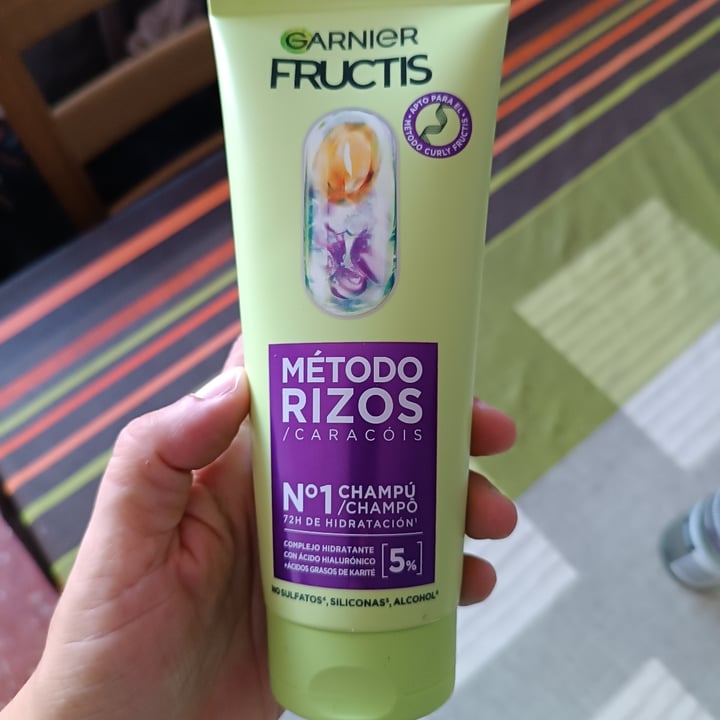 GARNIER
FRUCTIS
• APTO PARA EL •
MÉTODO CURLY FRUCTIS
MÉTODO
RIZOS
/CARACÓIS
Nº1 CHAMPÚ
/CHAMPÔ
72H DE HIDRATACIÓN¹
COMPLEJO HIDRATANTE
CON ÁCIDO HIALURÓNICO
+ÁCIDOS GRASOS DE KARITÉ
[5%]
NO SULFATOS, SILICONAS, ALCOHOL